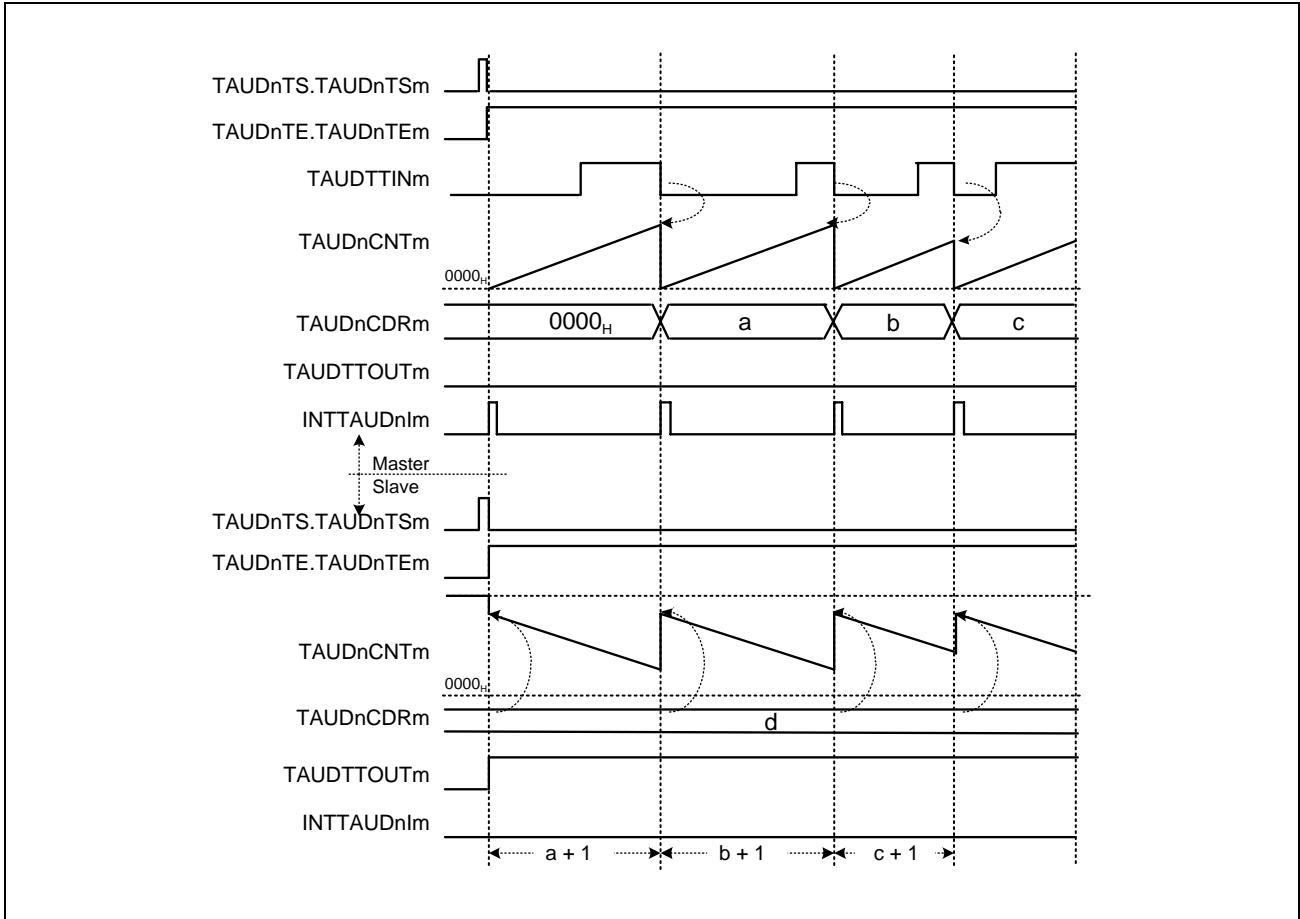 TAUDnTS.TAUDnTSm
TAUDnTE.TAUDnTEm
TAUDTTINm
TAUDnCNTm
0000H
TAUDnCDRm
0000H a b c
TAUDTTOUTm
INTTAUDnIm
Master
Slave
TAUDnTS.TAUDnTSm
TAUDnTE.TAUDnTEm
TAUDnCNTm
0000H
TAUDnCDRm
d
TAUDTTOUTm
INTTAUDnIm
a + 1 b + 1 c + 1